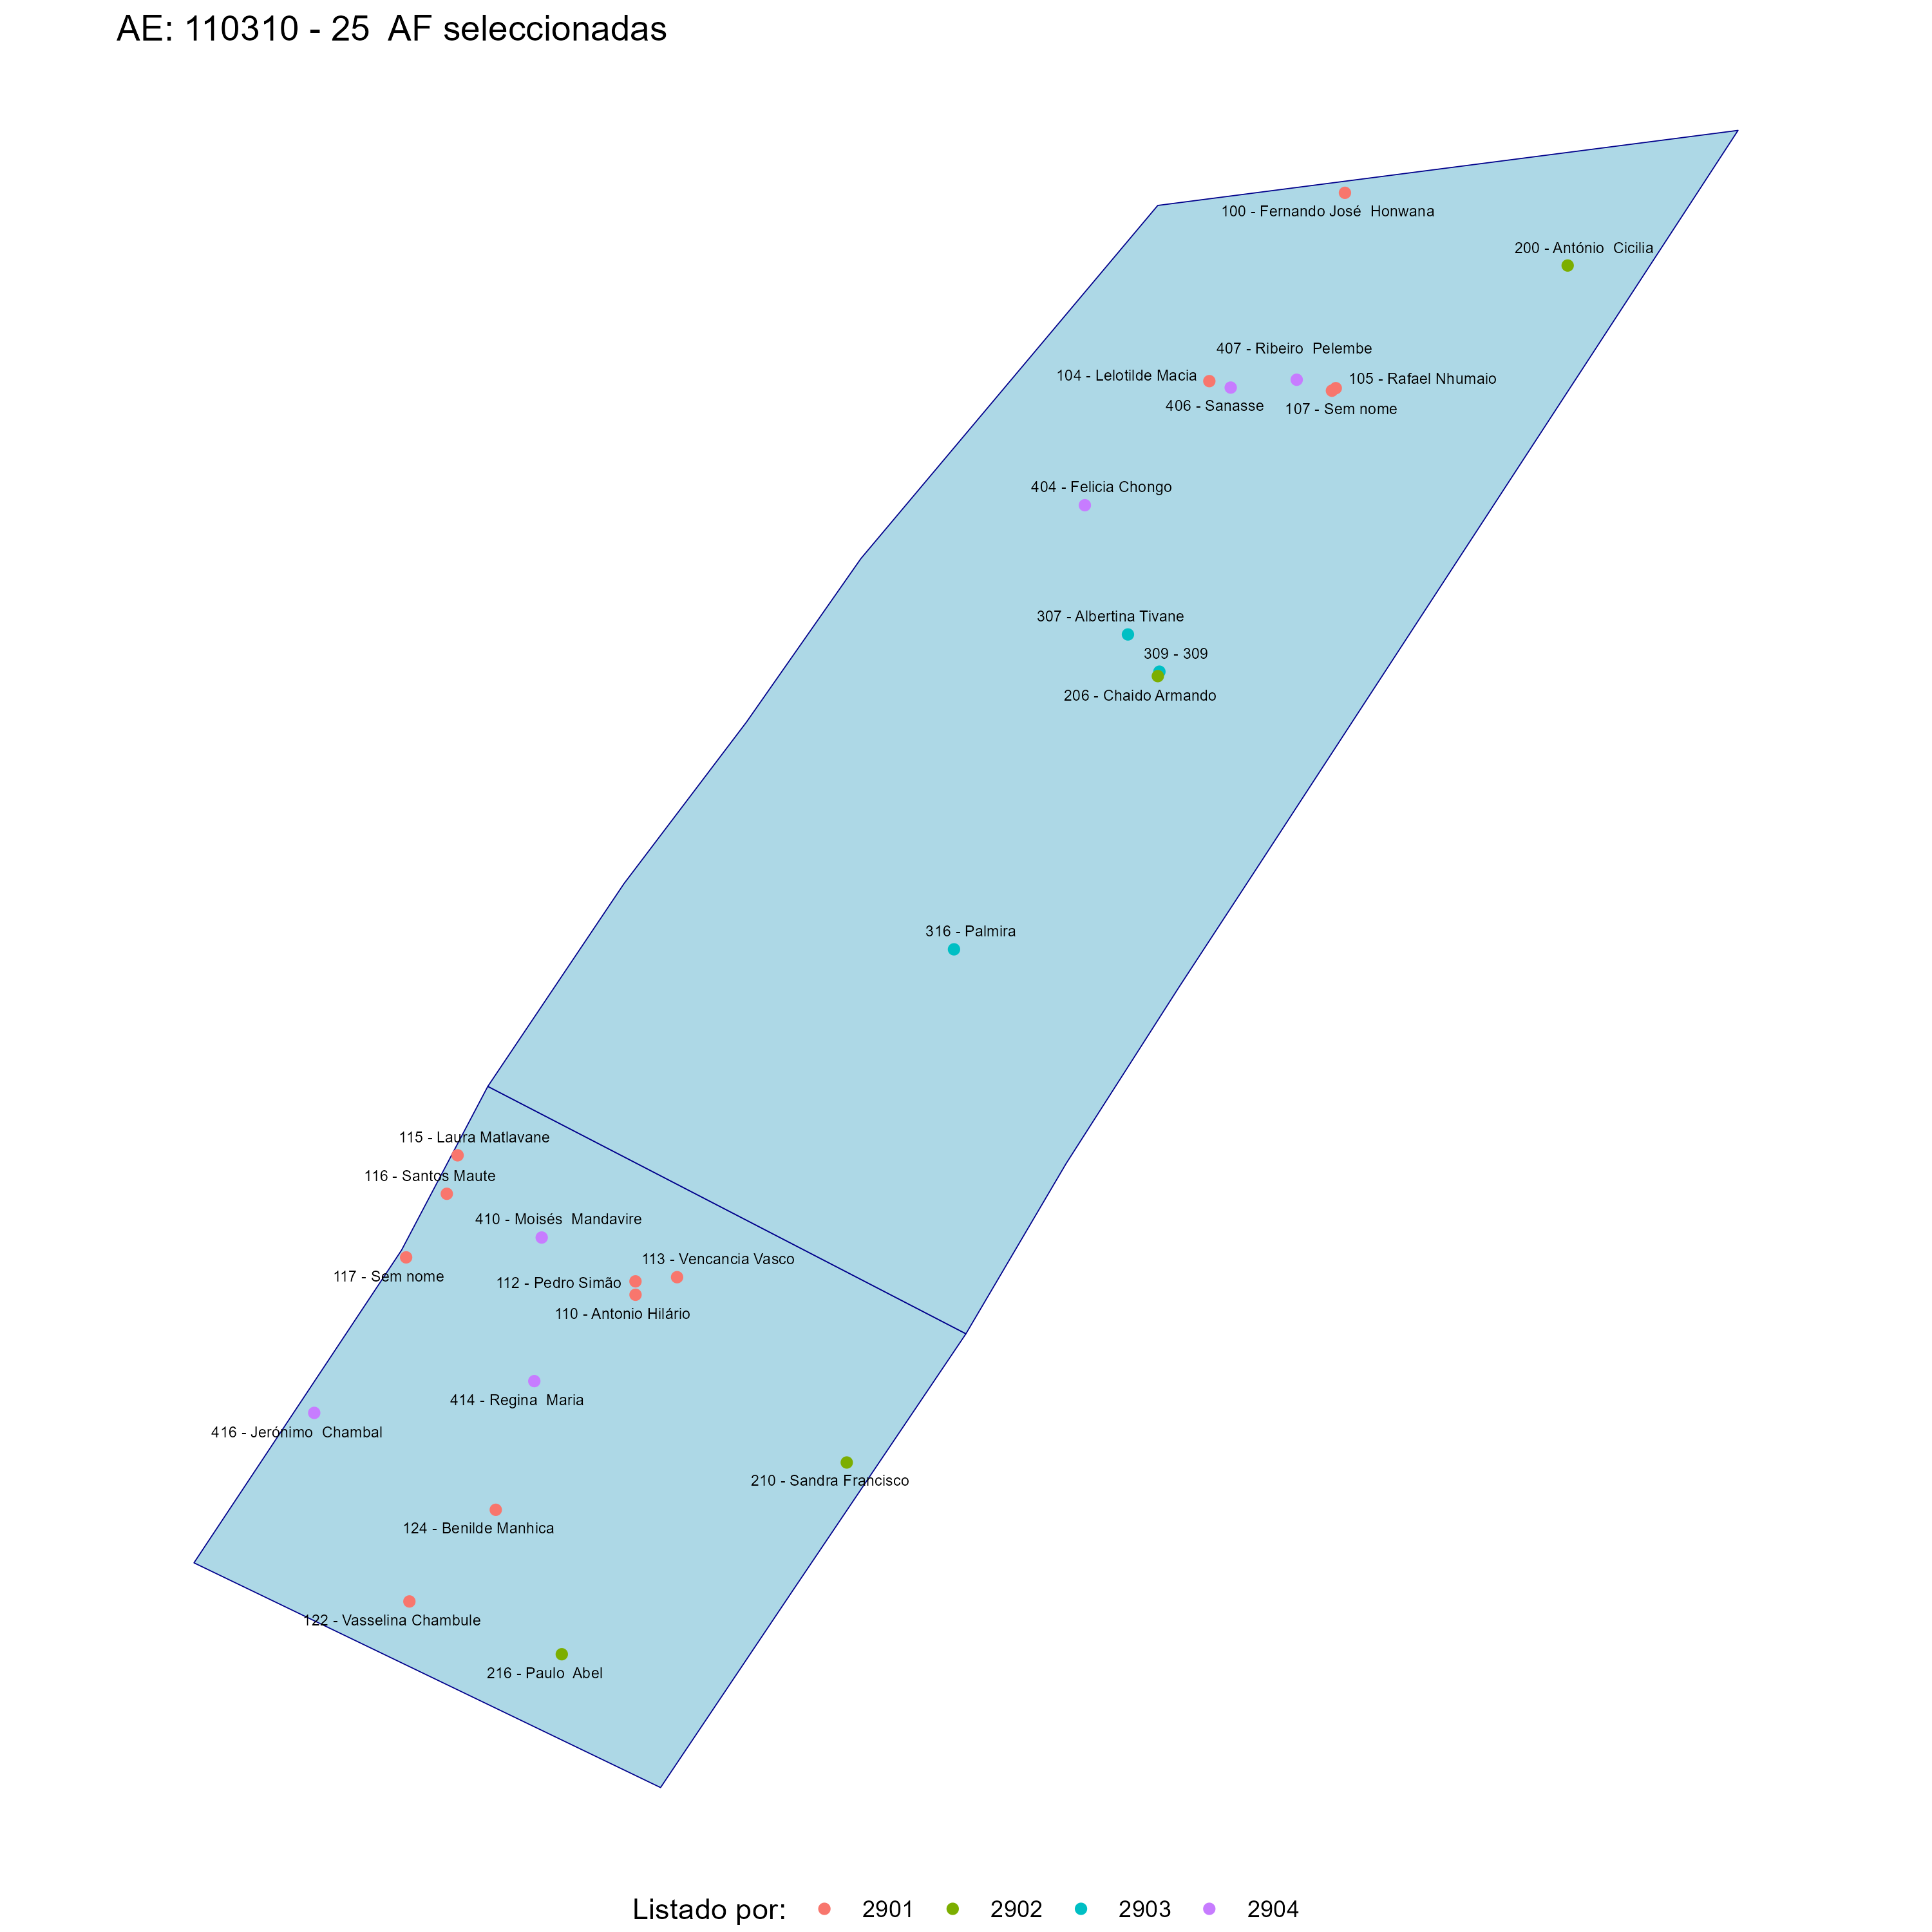 AE: 110310 - 25  AF seleccionadas
100 - Fernando José  Honwana
200 - António  Cicilia
407 - Ribeiro  Pelembe
104 - Lelotilde Macia
105 - Rafael Nhumaio
406 - Sanasse
107 - Sem nome
404 - Felicia Chongo
307 - Albertina Tivane
309 - 309
206 - Chaido Armando
316 - Palmira
115 - Laura Matlavane
116 - Santos Maute
410 - Moisés  Mandavire
113 - Vencancia Vasco
117 - Sem nome
112 - Pedro Simão
110 - Antonio Hilário
414 - Regina  Maria
416 - Jerónimo  Chambal
210 - Sandra Francisco
124 - Benilde Manhica
122 - Vasselina Chambule
216 - Paulo  Abel
Listado por: 2901 2902 2903 2904